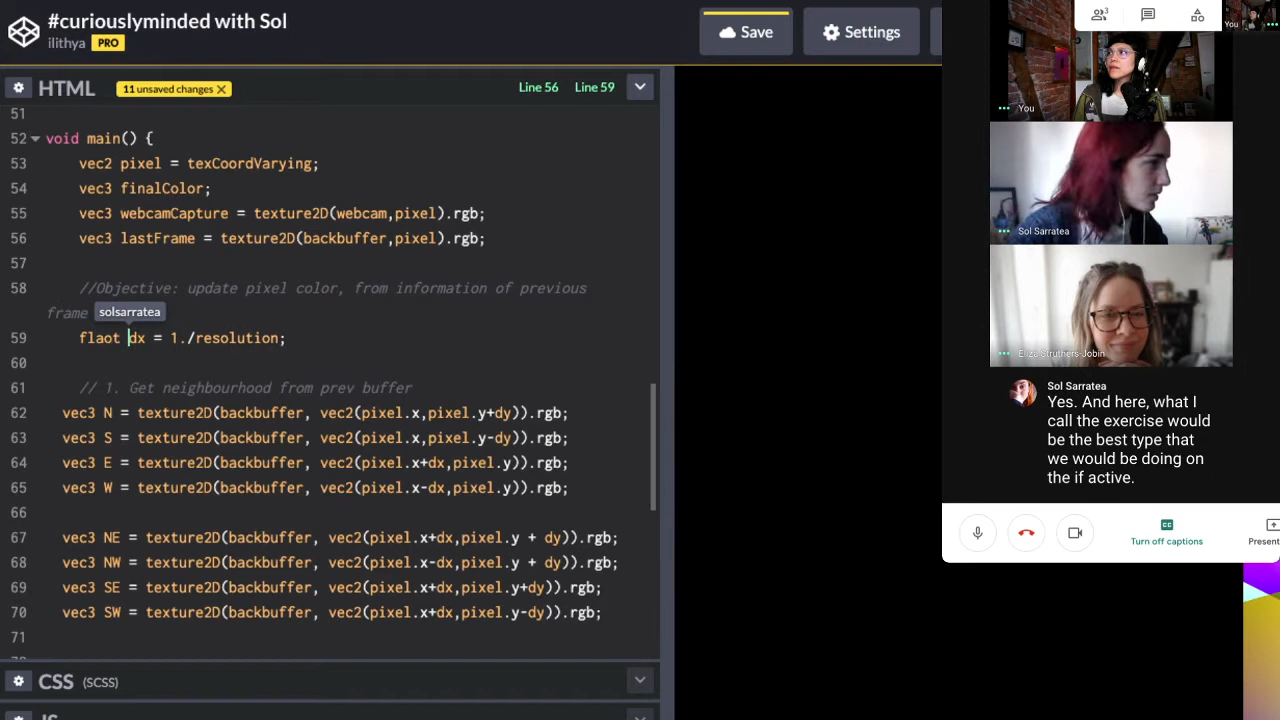 #curiouslyminded with Sol
ilithya PRO
Save
Settings
HTML
11 unsaved changes
Line 56
Line 59
51
52 void main() {
53 vec2 pixel = texCoordVarying;
54 vec3 finalColor;
55 vec3 webcamCapture = texture2D(webcam,pixel).rgb;
56 vec3 lastFrame = texture2D(backbuffer,pixel).rgb;
57
58 //Objective: update pixel color, from information of previous
frame
solsarratea
59 flaot dx = 1./resolution;
60
61 // 1. Get neighbourhood from prev buffer
62 vec3 N = texture2D(backbuffer, vec2(pixel.x,pixel.y+dy)).rgb;
63 vec3 S = texture2D(backbuffer, vec2(pixel.x,pixel.y-dy)).rgb;
64 vec3 E = texture2D(backbuffer, vec2(pixel.x+dx,pixel.y)).rgb;
65 vec3 W = texture2D(backbuffer, vec2(pixel.x-dx,pixel.y)).rgb;
66
67 vec3 NE = texture2D(backbuffer, vec2(pixel.x+dx,pixel.y + dy)).rgb;
68 vec3 NW = texture2D(backbuffer, vec2(pixel.x-dx,pixel.y + dy)).rgb;
69 vec3 SE = texture2D(backbuffer, vec2(pixel.x+dx,pixel.y+dy)).rgb;
70 vec3 SW = texture2D(backbuffer, vec2(pixel.x+dx,pixel.y-dy)).rgb;
71
CSS (SCSS)
3
You
You
Sol Sarratea
Eliza Struthers-Jobin
Sol Sarratea
Yes. And here, what I
call the exercise would
be the best type that
we would be doing on
the if active.
Turn off captions
Present